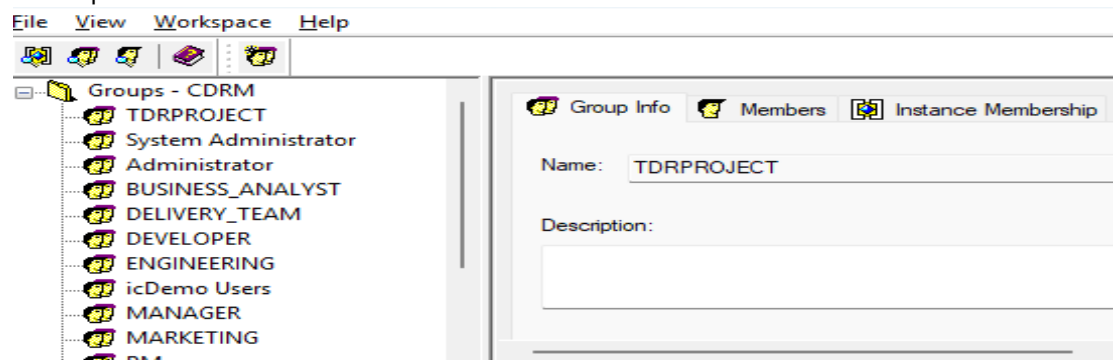 File View Workspace Help
Groups - CDRM
TDRPROJECT
System Administrator
Administrator
BUSINESS_ANALYST
DELIVERY_TEAM
DEVELOPER
ENGINEERING
icDemo Users
MANAGER
MARKETING
Group Info Members Instance Membership
Name: TDRPROJECT
Description: